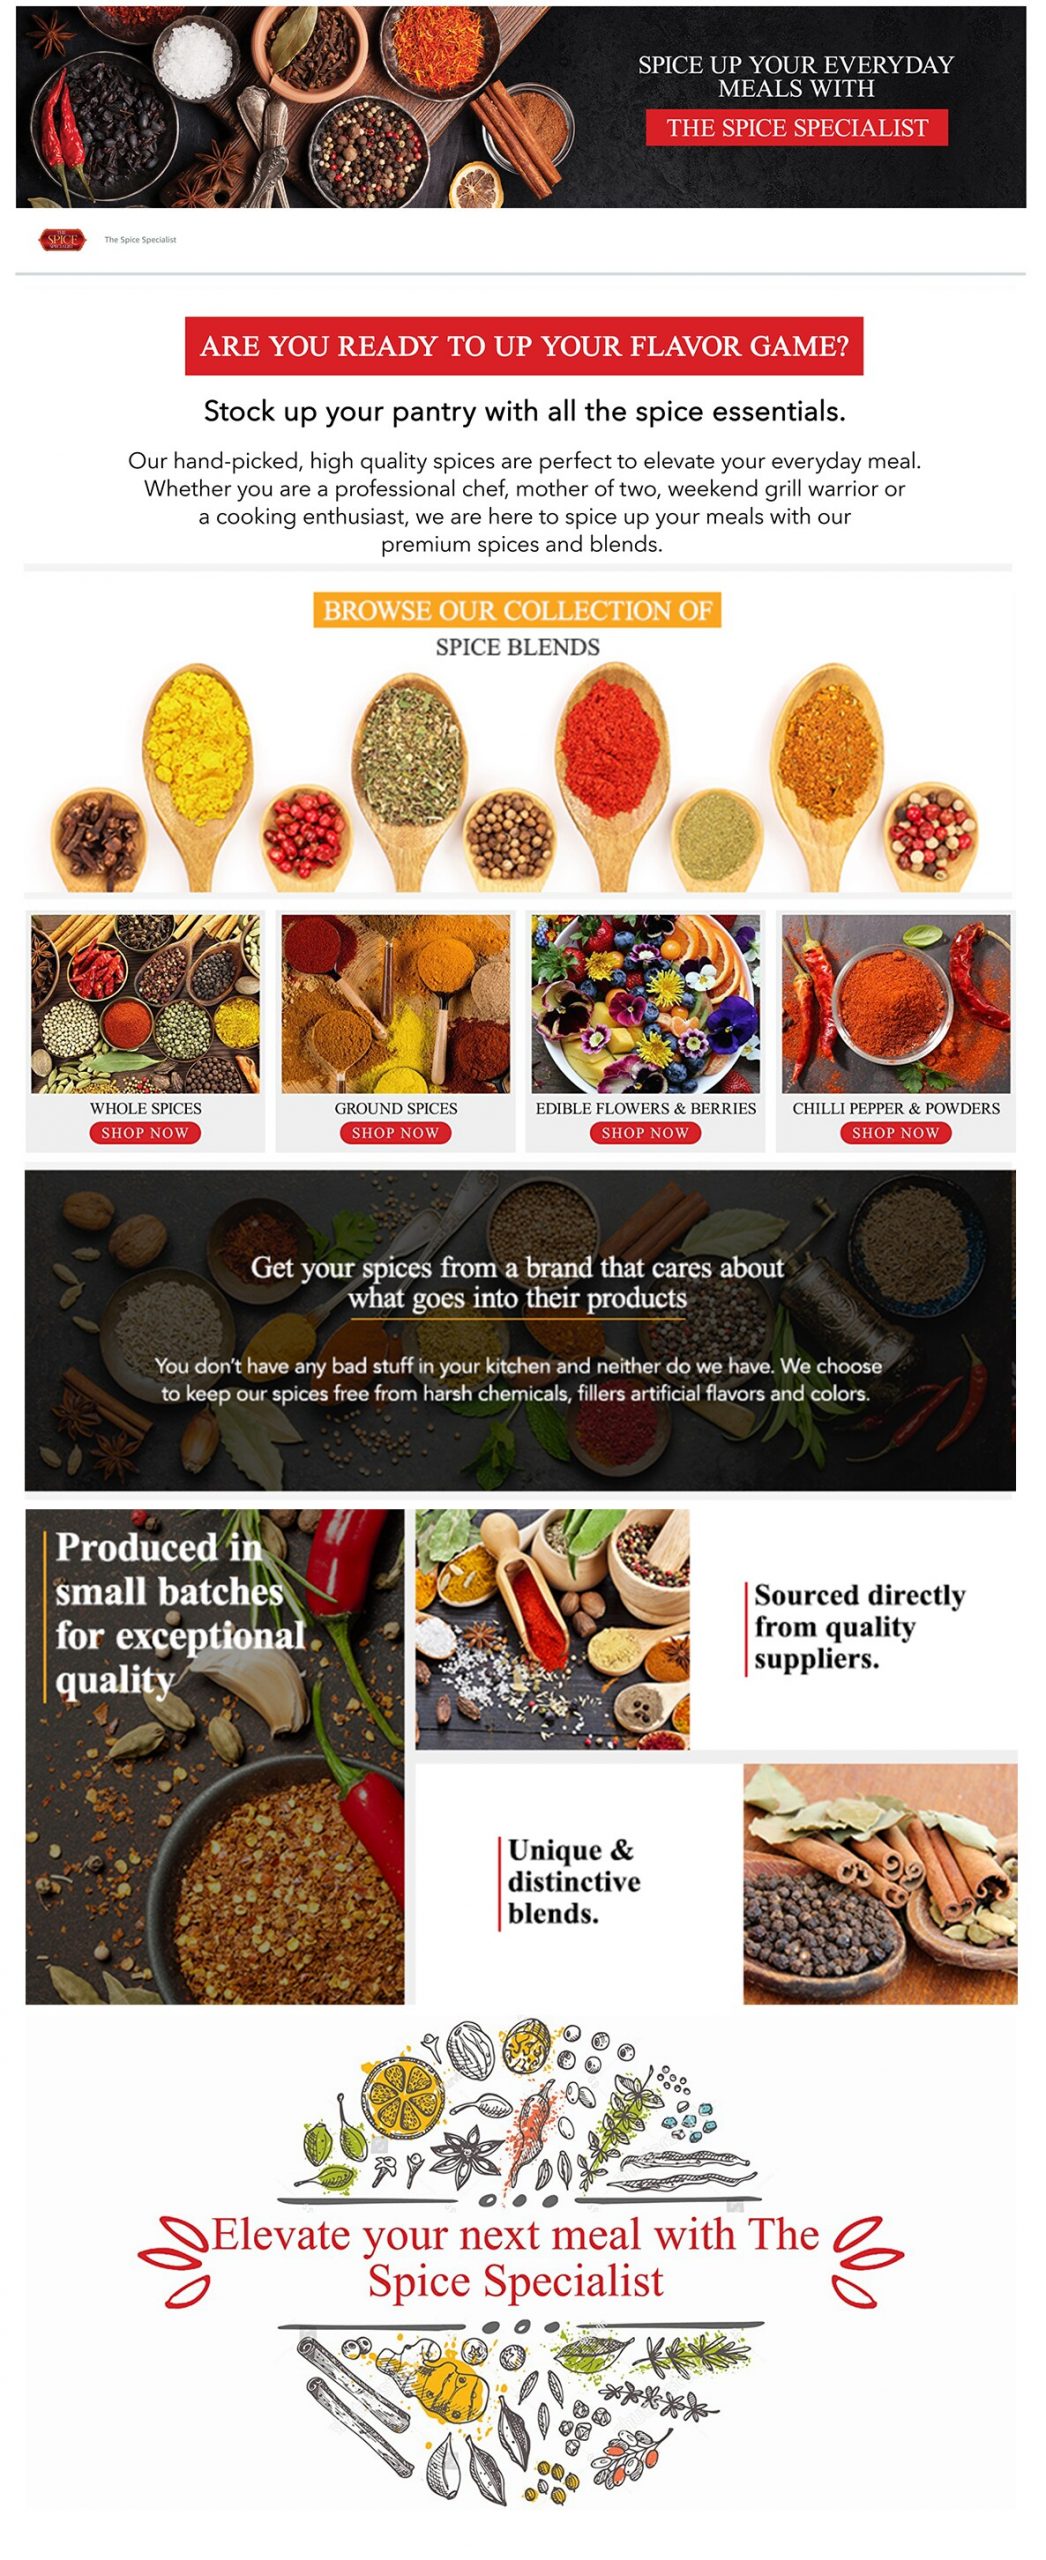 SPICE UP YOUR EVERYDAY
MEALS WITH
THE SPICE SPECIALIST
THE
SPICE
SPECIALIST
The Spice Specialist
ARE YOU READY TO UP YOUR FLAVOR GAME?
Stock up your pantry with all the spice essentials.
Our hand-picked, high quality spices are perfect to elevate your everyday meal.
Whether you are a professional chef, mother of two, weekend grill warrior or
a cooking enthusiast, we are here to spice up your meals with our
premium spices and blends.
BROWSE OUR COLLECTION OF
SPICE BLENDS
WHOLE SPICES
SHOP NOW
GROUND SPICES
SHOP NOW
EDIBLE FLOWERS & BERRIES
SHOP NOW
CHILLI PEPPER & POWDERS
SHOP NOW
Get your spices from a brand that cares about
what goes into their products
You don't have any bad stuff in your kitchen and neither do we have. We choose
to keep our spices free from harsh chemicals, fillers artificial flavors and colors.
Produced in
small batches
for exceptional
quality
Sourced directly
from quality
suppliers.
Unique &
distinctive
blends.
Elevate your next meal with The
Spice Specialist